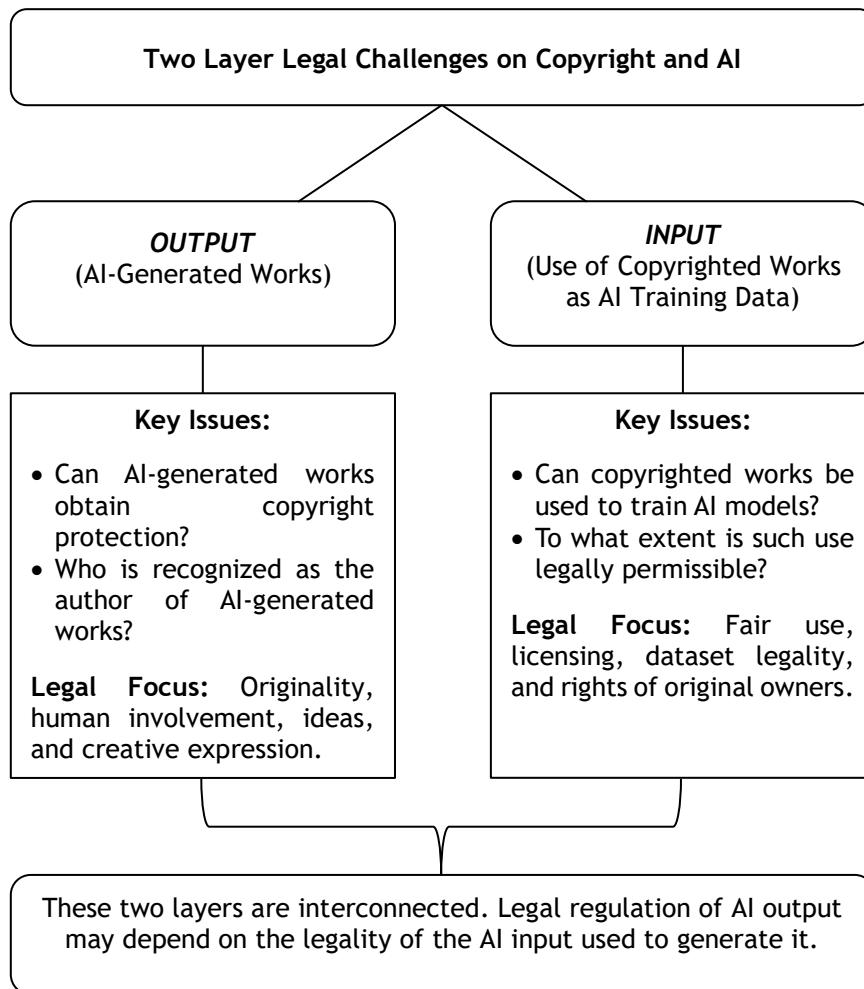 Two Layer Legal Challenges on Copyright and AI
OUTPUT
(AI-Generated Works)
INPUT
(Use of Copyrighted Works
as AI Training Data)
Key Issues:
• Can AI-generated works
obtain copyright
protection?
• Who is recognized as the
author of AI-generated
works?
Legal Focus: Originality,
human involvement, ideas,
and creative expression.
Key Issues:
• Can copyrighted works be
used to train AI models?
• To what extent is such use
legally permissible?
Legal Focus: Fair use,
licensing, dataset legality,
and rights of original owners.
These two layers are interconnected. Legal regulation of AI output
may depend on the legality of the AI input used to generate it.